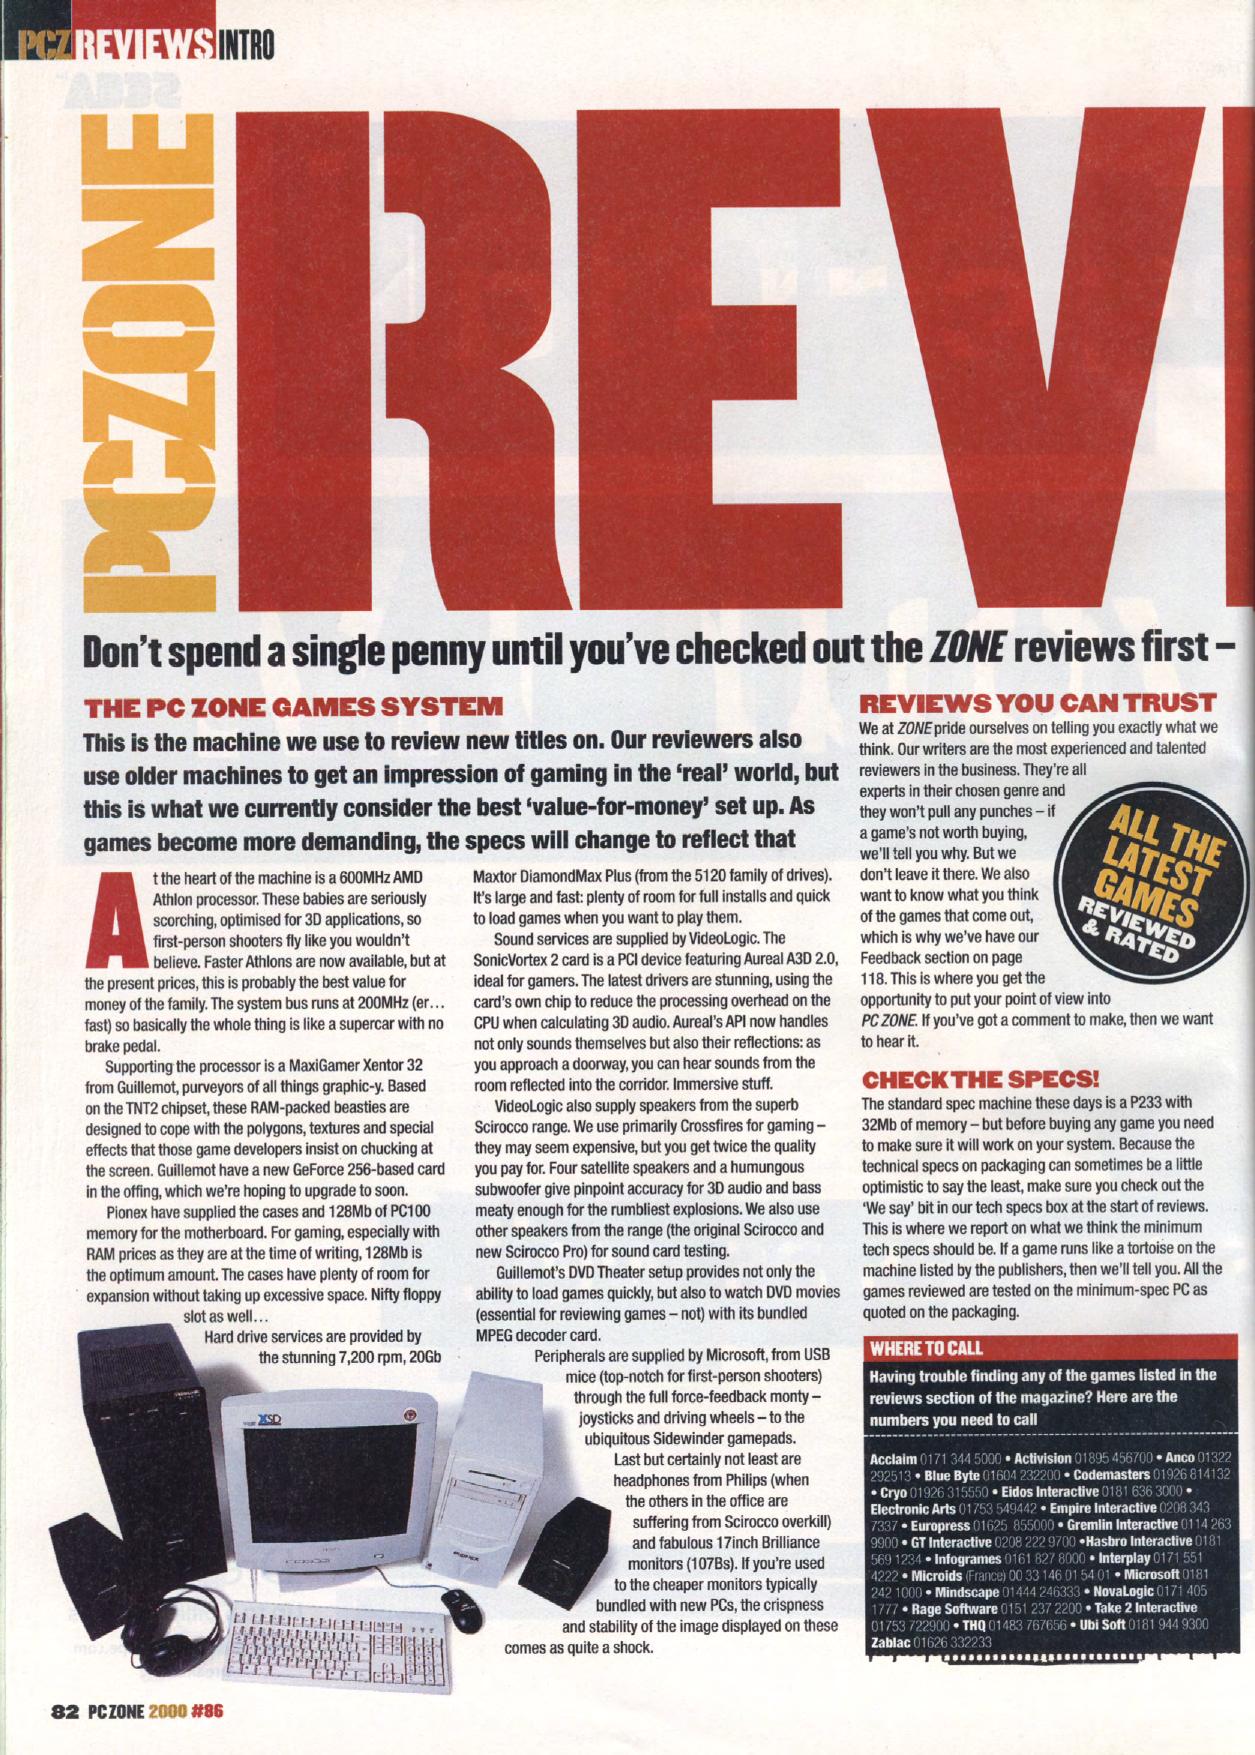 PCZ REVIEWS INTRO
PCZONE
REVI
Don't spend a single penny until you've checked out the ZONE reviews first –
THE PC ZONE GAMES SYSTEM
This is the machine we use to review new titles on. Our reviewers also
use older machines to get an impression of gaming in the 'real' world, but
this is what we currently consider the best 'value-for-money' set up. As
games become more demanding, the specs will change to reflect that
At the heart of the machine is a 600MHz AMD
Athlon processor. These babies are seriously
scorching, optimised for 3D applications, so
first-person shooters fly like you wouldn't
believe. Faster Athlons are now available, but at
the present prices, this is probably the best value for
money of the family. The system bus runs at 200MHz (er...
fast) so basically the whole thing is like a supercar with no
brake pedal.
Supporting the processor is a MaxiGamer Xentor 32
from Guillemot, purveyors of all things graphic-y. Based
on the TNT2 chipset, these RAM-packed beasties are
designed to cope with the polygons, textures and special
effects that those game developers insist on chucking at
the screen. Guillemot have a new GeForce 256-based card
in the offing, which we're hoping to upgrade to soon.
Pionex have supplied the cases and 128Mb of PC100
memory for the motherboard. For gaming, especially with
RAM prices as they are at the time of writing, 128Mb is
the optimum amount. The cases have plenty of room for
expansion without taking up excessive space. Nifty floppy
slot as well...
Hard drive services are provided by
the stunning 7,200 rpm, 20Gb
Maxtor DiamondMax Plus (from the 5120 family of drives).
It's large and fast: plenty of room for full installs and quick
to load games when you want to play them.
Sound services are supplied by VideoLogic. The
SonicVortex 2 card is a PCI device featuring Aureal A3D 2.0,
ideal for gamers. The latest drivers are stunning, using the
card's own chip to reduce the processing overhead on the
CPU when calculating 3D audio. Aureal's API now handles
not only sounds themselves but also their reflections: as
you approach a doorway, you can hear sounds from the
room reflected into the corridor. Immersive stuff.
VideoLogic also supply speakers from the superb
Scirocco range. We use primarily Crossfires for gaming –
they may seem expensive, but you get twice the quality
you pay for. Four satellite speakers and a humungous
subwoofer give pinpoint accuracy for 3D audio and bass
meaty enough for the rumbliest explosions. We also use
other speakers from the range (the original Scirocco and
new Scirocco Pro) for sound card testing.
Guillemot's DVD Theater setup provides not only the
ability to load games quickly, but also to watch DVD movies
(essential for reviewing games – not) with its bundled
MPEG decoder card.
Peripherals are supplied by Microsoft, from USB
mice (top-notch for first-person shooters)
through the full force-feedback monty –
joysticks and driving wheels – to the
ubiquitous Sidewinder gamepads.
Last but certainly not least are
headphones from Philips (when
the others in the office are
suffering from Scirocco overkill)
and fabulous 17inch Brilliance
monitors (107Bs). If you're used
to the cheaper monitors typically
bundled with new PCs, the crispness
and stability of the image displayed on these
comes as quite a shock.
REVIEWS YOU CAN TRUST
We at ZONE pride ourselves on telling you exactly what we
think. Our writers are the most experienced and talented
reviewers in the business. They're all
experts in their chosen genre and
they won't pull any punches – if
a game's not worth buying,
we'll tell you why. But we
don't leave it there. We also
want to know what you think
of the games that come out,
which is why we've have our
Feedback section on page
118. This is where you get the
opportunity to put your point of view into
PC ZONE. If you've got a comment to make, then we want
to hear it.
ALL THE
LATEST
GAMES
REVIEWED
& RATED
CHECK THE SPECS!
The standard spec machine these days is a P233 with
32Mb of memory – but before buying any game you need
to make sure it will work on your system. Because the
technical specs on packaging can sometimes be a little
optimistic to say the least, make sure you check out the
'We say' bit in our tech specs box at the start of reviews.
This is where we report on what we think the minimum
tech specs should be. If a game runs like a tortoise on the
machine listed by the publishers, then we'll tell you. All the
games reviewed are tested on the minimum-spec PC as
quoted on the packaging.
WHERE TO CALL
Having trouble finding any of the games listed in the
reviews section of the magazine? Here are the
numbers you need to call
Acclaim 0171 344 5000 • Activision 01895 456700 • Anco 01322
292513 • Blue Byte 01604 232200 • Codemasters 01926 814132
• Cryo 01926 315550 • Eidos Interactive 0181 636 3000 •
Electronic Arts 01753 549442 • Empire Interactive 0208 343
7337 • Europress 01625 855000 • Gremlin Interactive 0114 263
9900 • GT Interactive 0208 222 9700 •Hasbro Interactive 0181
569 1234 • Infogrames 0161 827 8000 • Interplay 0171 551
4222 • Microids (France) 00 33 146 01 54 01 • Microsoft 0181
242 1000 • Mindscape 01444 246333 • NovaLogic 0171 405
1777 • Rage Software 0151 237 2200 • Take 2 Interactive
01753 722900 • THQ 01483 767656 • Ubi Soft 0181 944 9300
Zablac 01626 332233
XSD
82 PCZONE 2000 #86